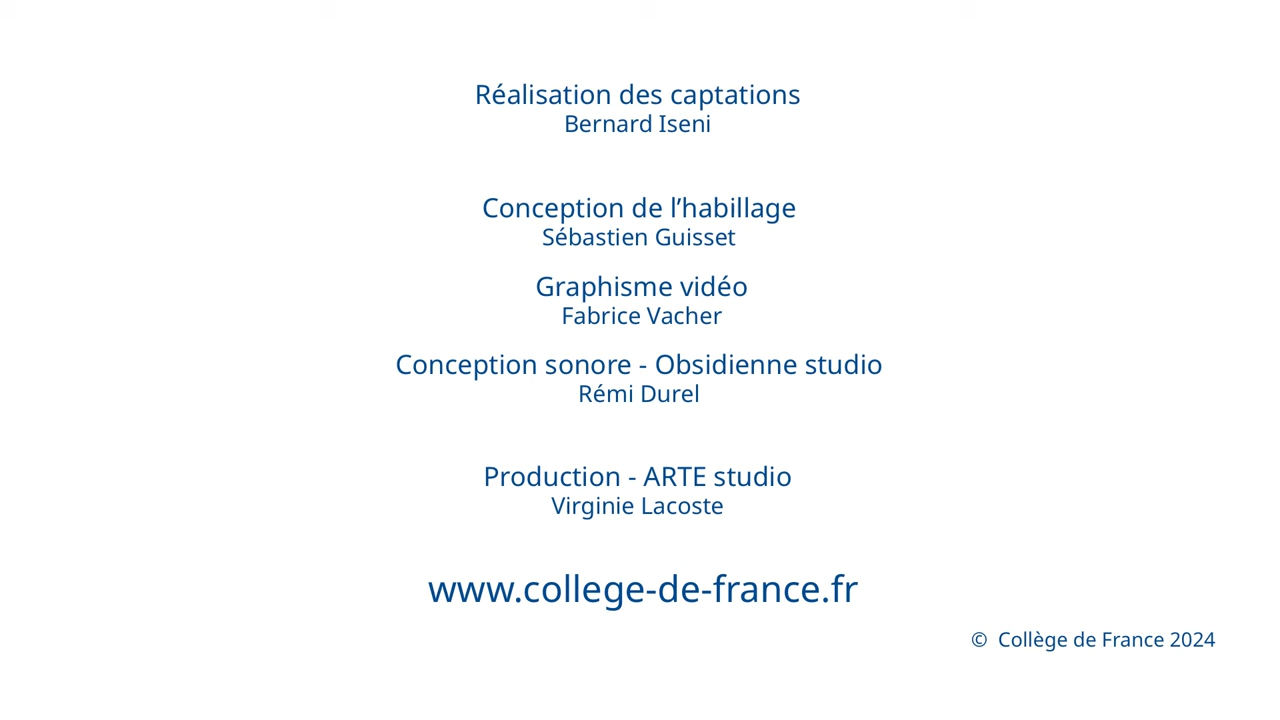 Réalisation des captations
Bernard Iseni
Conception de l’habillage
Sébastien Guisset
Graphisme vidéo
Fabrice Vacher
Conception sonore - Obsidienne studio
Rémi Durel
Production - ARTE studio
Virginie Lacoste
www.college-de-france.fr
© Collège de France 2024